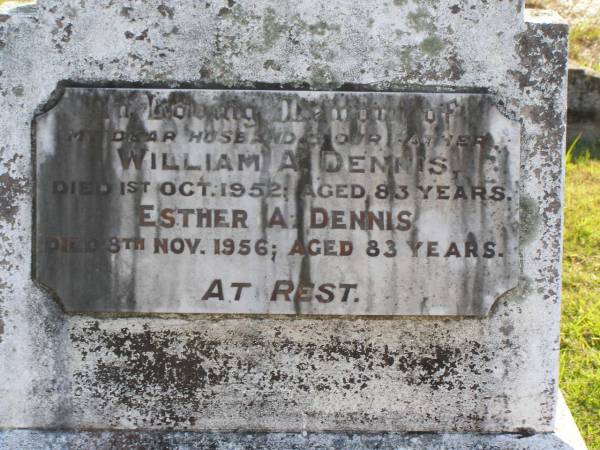 In Loving Memory of
MY DEAR HUSBAND & OUR FATHER
WILLIAM A. DENNIS,
DIED 1ST OCT. 1952; AGED 83 YEARS.
ESTHER A. DENNIS
DIED 8TH NOV. 1956; AGED 83 YEARS.
AT REST.